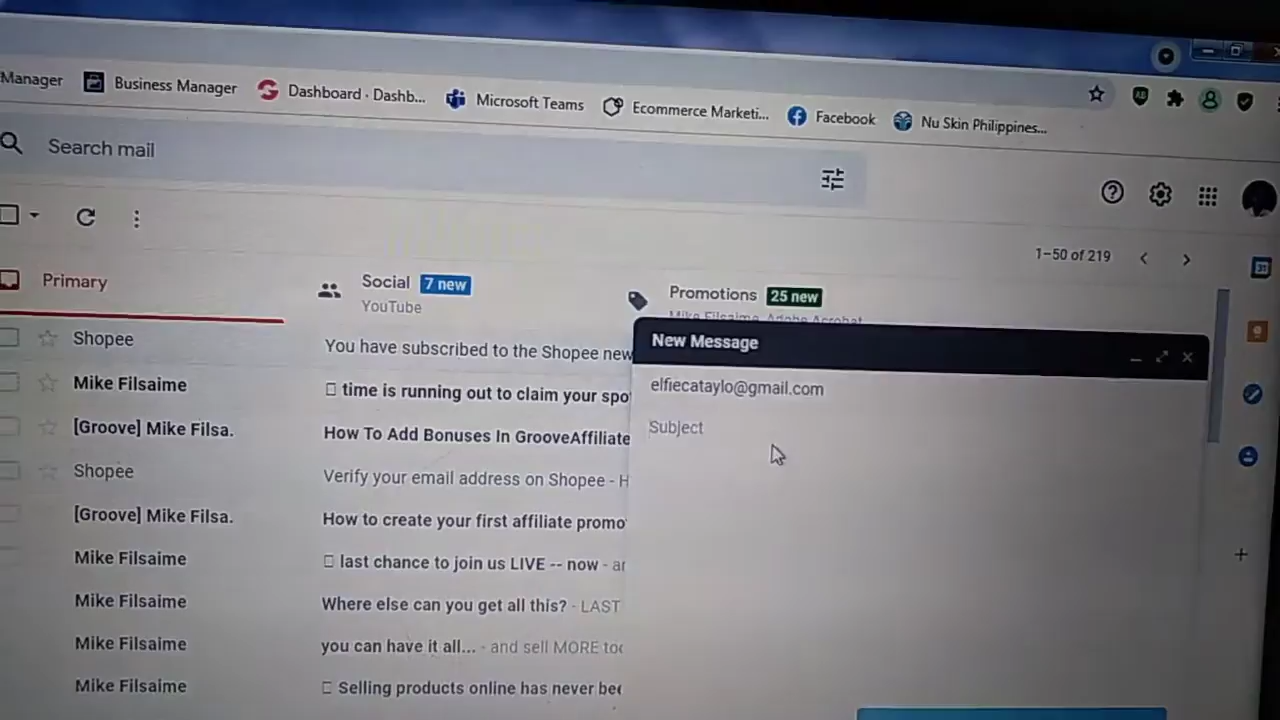 Manager Business Manager Dashboard · Dashb... Microsoft Teams Ecommerce Marketi... Facebook Nu Skin Philippines...
Search mail
1–50 of 219
Primary Social 7 new Promotions 25 new
YouTube Mike Filsaime, Adobe Acrobat
New Message
elfiecataylo@gmail.com
Subject
Shopee You have subscribed to the Shopee new
Mike Filsaime time is running out to claim your spo
[Groove] Mike Filsa. How To Add Bonuses In GrooveAffiliate
Shopee Verify your email address on Shopee - H
[Groove] Mike Filsa. How to create your first affiliate promo
Mike Filsaime last chance to join us LIVE -- now - an
Mike Filsaime Where else can you get all this? - LAST
Mike Filsaime you can have it all... - and sell MORE too
Mike Filsaime Selling products online has never bee